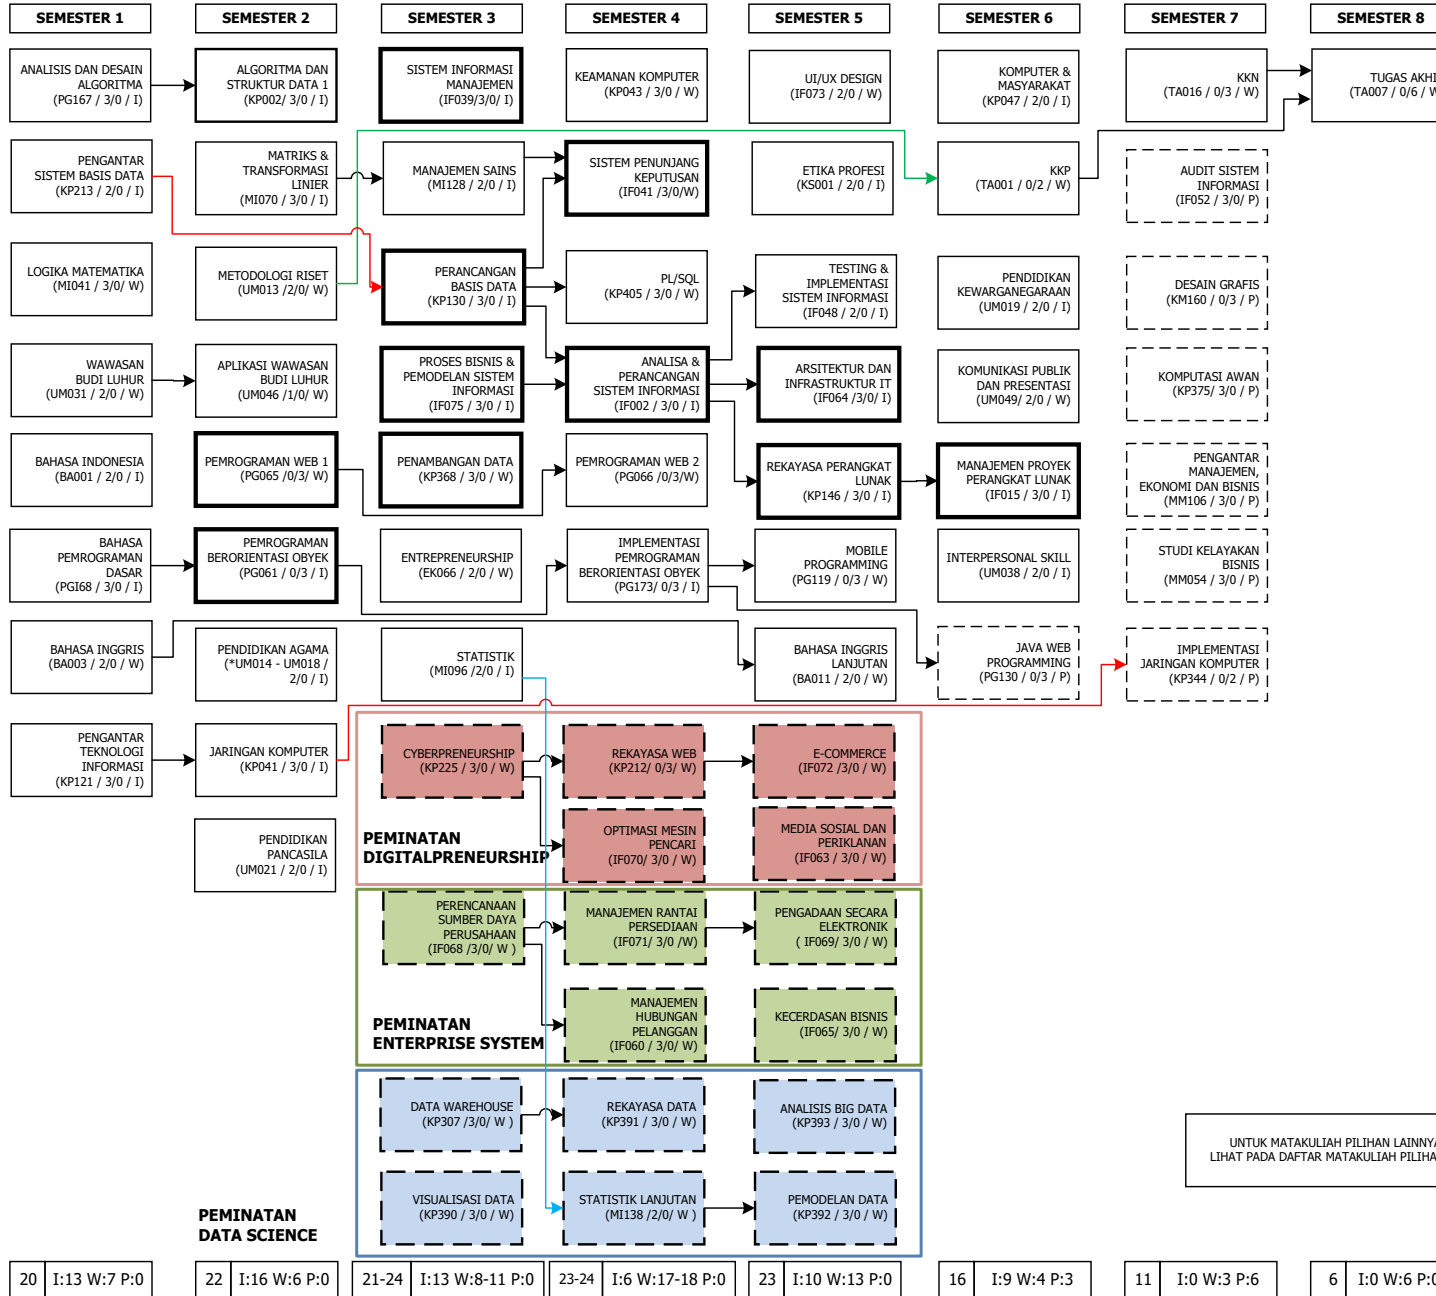 SEMESTER 1
SEMESTER 2
SEMESTER 3
SEMESTER 4
SEMESTER 5
SEMESTER 6
SEMESTER 7
SEMESTER 8
ANALISIS DAN DESAIN
ALGORITMA
(PG167 / 3/0 / I)
ALGORITMA DAN
STRUKTUR DATA 1
(KP002/ 3/0 / I)
SISTEM INFORMASI
MANAJEMEN
(IF039/3/0/ I)
KEAMANAN KOMPUTER
(KP043 / 3/0 / W)
UI/UX DESIGN
(IF073 / 2/0 / W)
KOMPUTER &
MASYARAKAT
(KP047 / 2/0 / I)
KKN
(TA016 / 0/3 / W)
TUGAS AKHI
(TA007 / 0/6 / W
PENGANTAR
SISTEM BASIS DATA
(KP213 / 2/0 / I)
MATRIKS &
TRANSFORMASI
LINIER
(MI070 / 3/0 / I)
MANAJEMEN SAINS
(MI128 / 2/0 / I)
SISTEM PENUNJANG
KEPUTUSAN
(IF041 /3/0/W)
ETIKA PROFESI
(KS001 / 2/0 / I)
KKP
(TA001 / 0/2 / W)
AUDIT SISTEM
INFORMASI
(IF052 / 3/0/ P)
LOGIKA MATEMATIKA
(MI041 / 3/0/ W)
METODOLOGI RISET
(UM013 /2/0/ W)
PERANCANGAN
BASIS DATA
(KP130 / 3/0 / I)
PL/SQL
(KP405 / 3/0 / W)
TESTING &
IMPLEMENTASI
SISTEM INFORMASI
(IF048 / 2/0 / I)
PENDIDIKAN
KEWARGANEGARAAN
(UM019 / 2/0 / I)
DESAIN GRAFIS
(KM160 / 0/3 / P)
WAWASAN
BUDI LUHUR
(UM031 / 2/0 / W)
APLIKASI WAWASAN
BUDI LUHUR
(UM046 /1/0/ W)
PROSES BISNIS &
PEMODELAN SISTEM
INFORMASI
(IF075 / 3/0 / I)
ANALISA &
PERANCANGAN
SISTEM INFORMASI
(IF002 / 3/0 / I)
ARSITEKTUR DAN
INFRASTRUKTUR IT
(IF064 /3/0/ I)
KOMUNIKASI PUBLIK
DAN PRESENTASI
(UM049/ 2/0 / W)
KOMPUTASI AWAN
(KP375/ 3/0 / P)
BAHASA INDONESIA
(BA001 / 2/0 / I)
PEMROGRAMAN WEB 1
(PG065 /0/3/ W)
PENAMBANGAN DATA
(KP368 / 3/0 / W)
PEMROGRAMAN WEB 2
(PG066 /0/3/W)
REKAYASA PERANGKAT
LUNAK
(KP146 / 3/0 / I)
MANAJEMEN PROYEK
PERANGKAT LUNAK
(IF015 / 3/0 / I)
PENGANTAR
MANAJEMEN,
EKONOMI DAN BISNIS
(MM106 / 3/0 / P)
BAHASA
PEMROGRAMAN
DASAR
(PGI68 / 3/0 / I)
PEMROGRAMAN
BERORIENTASI OBYEK
(PG061 / 0/3 / I)
ENTREPRENEURSHIP
(EK066 / 2/0 / W)
IMPLEMENTASI
PEMROGRAMAN
BERORIENTASI OBYEK
(PG173/ 0/3 / I)
MOBILE
PROGRAMMING
(PG119 / 0/3 / W)
INTERPERSONAL SKILL
(UM038 / 2/0 / I)
STUDI KELAYAKAN
BISNIS
(MM054 / 3/0 / P)
BAHASA INGGRIS
(BA003 / 2/0 / W)
PENDIDIKAN AGAMA
(*UM014 - UM018 /
2/0 / I)
STATISTIK
(MI096 /2/0 / I)
BAHASA INGGRIS
LANJUTAN
(BA011 / 2/0 / W)
JAVA WEB
PROGRAMMING
(PG130 / 0/3 / P)
IMPLEMENTASI
JARINGAN KOMPUTER
(KP344 / 0/2 / P)
PENGANTAR
TEKNOLOGI
INFORMASI
(KP121 / 3/0 / I)
JARINGAN KOMPUTER
(KP041 / 3/0 / I)
CYBERPRENEURSHIP
(KP225 / 3/0 / W)
REKAYASA WEB
(KP212/ 0/3/ W)
E-COMMERCE
(IF072 /3/0 / W)
PENDIDIKAN
PANCASILA
(UM021 / 2/0 / I)
PEMINATAN
DIGITALPRENEURSHIP
OPTIMASI MESIN
PENCARI
(IF070/ 3/0 / W)
MEDIA SOSIAL DAN
PERIKLANAN
(IF063 / 3/0 / W)
PERENCANAAN
SUMBER DAYA
PERUSAHAAN
(IF068 /3/0/ W )
MANAJEMEN RANTAI
PERSEDIAAN
(IF071/ 3/0 /W)
PENGADAAN SECARA
ELEKTRONIK
( IF069/ 3/0 / W)
PEMINATAN
ENTERPRISE SYSTEM
MANAJEMEN
HUBUNGAN
PELANGGAN
(IF060 / 3/0/ W)
KECERDASAN BISNIS
(IF065/ 3/0 / W)
DATA WAREHOUSE
(KP307 /3/0/ W )
REKAYASA DATA
(KP391 / 3/0 / W)
ANALISIS BIG DATA
(KP393 / 3/0 / W)
UNTUK MATAKULIAH PILIHAN LAINNYA
LIHAT PADA DAFTAR MATAKULIAH PILIHA
VISUALISASI DATA
(KP390 / 3/0 / W)
STATISTIK LANJUTAN
(MI138 /2/0/ W )
PEMODELAN DATA
(KP392 / 3/0 / W)
PEMINATAN
DATA SCIENCE
20 I:13 W:7 P:0
22 I:16 W:6 P:0
21-24 I:13 W:8-11 P:0
23-24 I:6 W:17-18 P:0
23 I:10 W:13 P:0
16 I:9 W:4 P:3
11 I:0 W:3 P:6
6 I:0 W:6 P:0